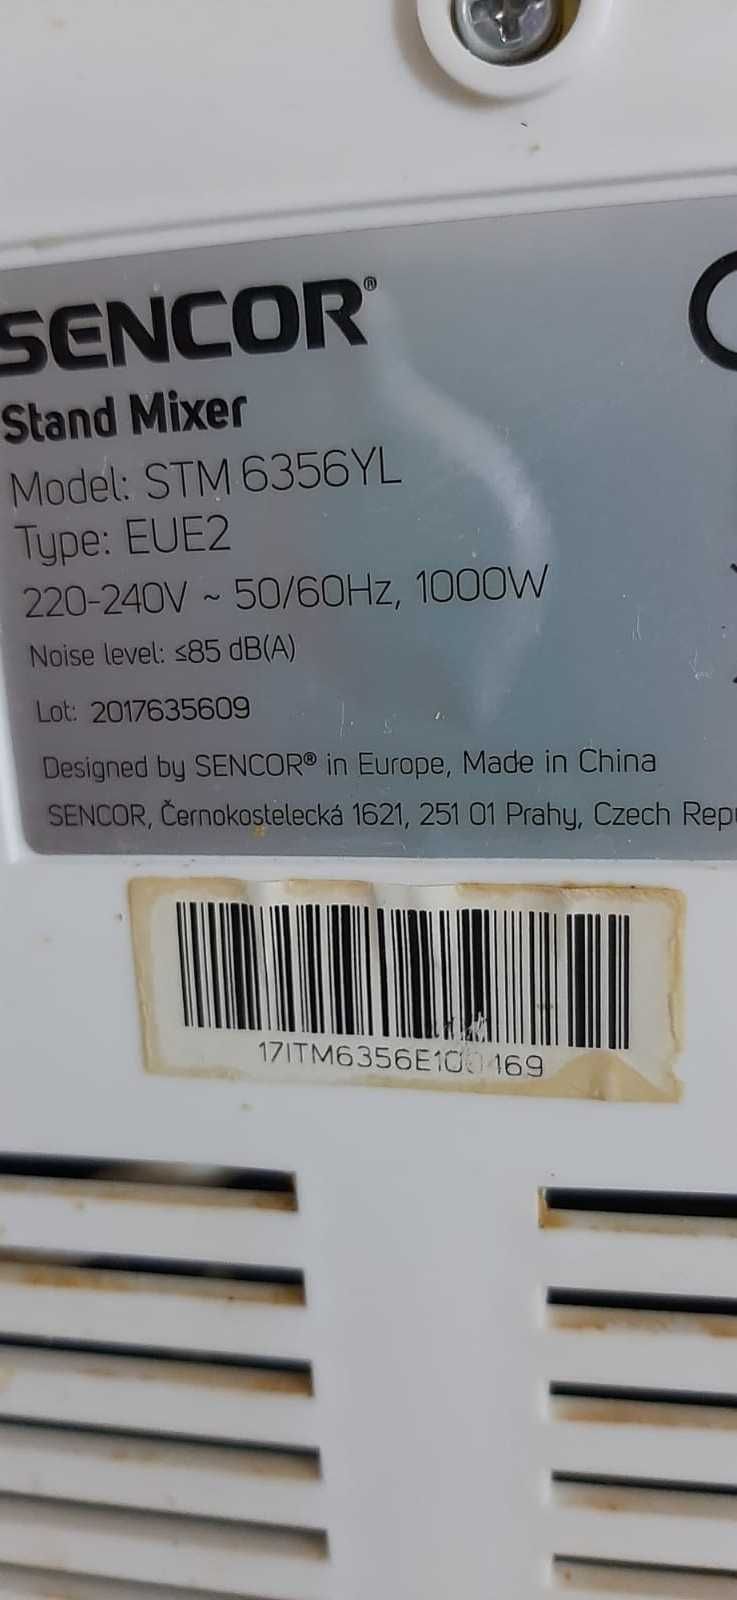 SENCOR®
Stand Mixer
Model: STM 6356YL
Type: EUE2
220-240V ~ 50/60Hz, 1000W
Noise level: ≤85 dB(A)
Lot: 2017635609
Designed by SENCOR® in Europe, Made in China
SENCOR, Černokostelecká 1621, 251 01 Prahy, Czech